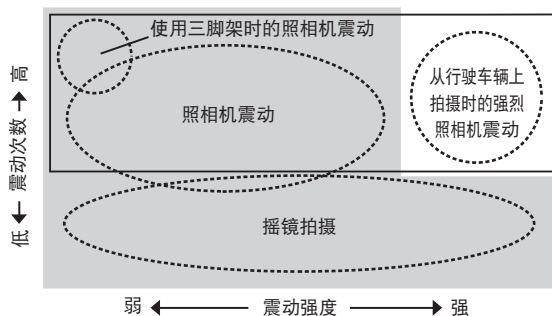 使用三脚架时的照相机震动
从行驶车辆上
拍摄时的强烈
照相机震动
照相机震动
摇镜拍摄
低 震动次数 高
弱 震动强度 强